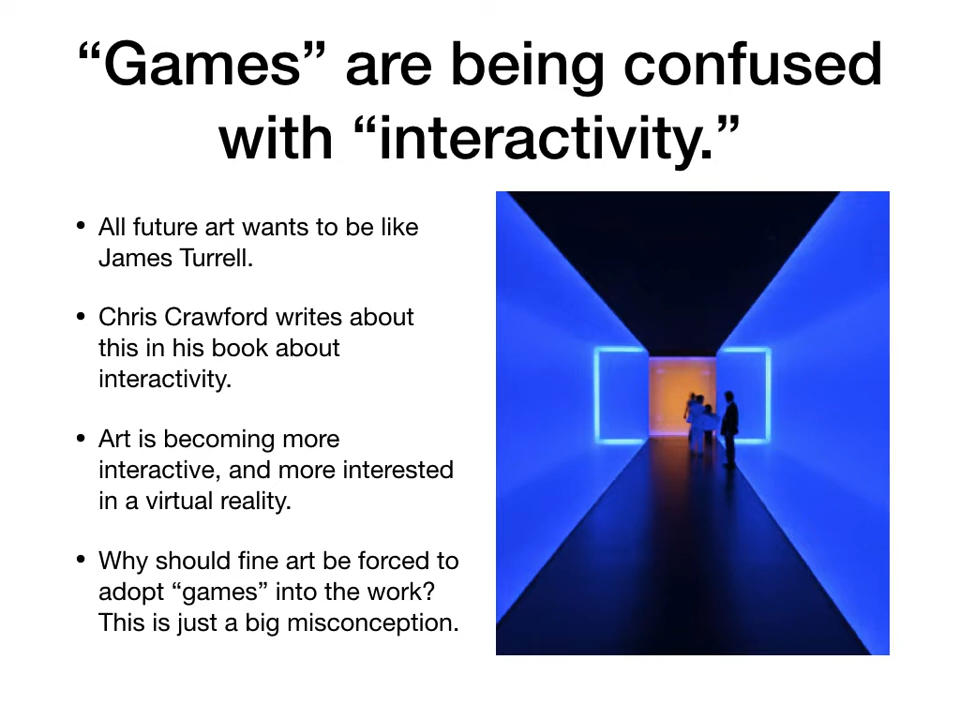 “Games” are being confused
with “interactivity.”
• All future art wants to be like
James Turrell.
• Chris Crawford writes about
this in his book about
interactivity.
• Art is becoming more
interactive, and more interested
in a virtual reality.
• Why should fine art be forced to
adopt “games” into the work?
This is just a big misconception.